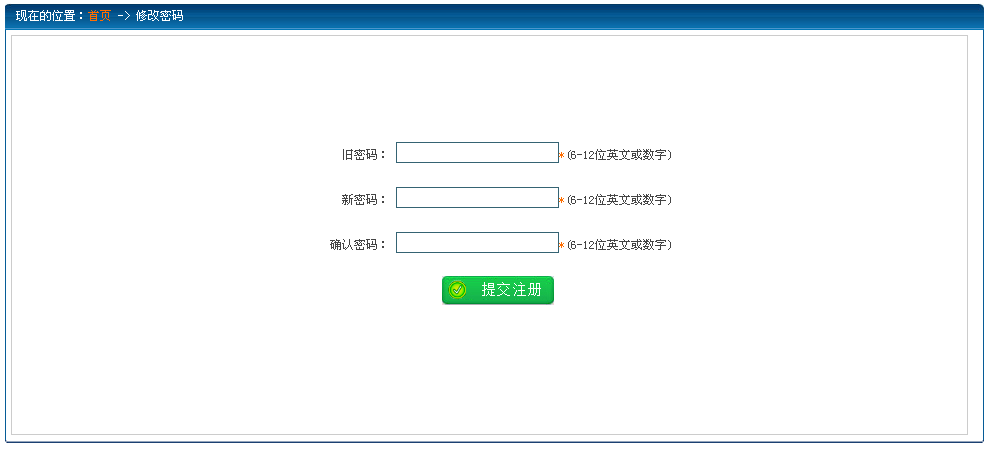 现在的位置：首页 -> 修改密码
旧密码： *(6-12位英文或数字)
新密码： *(6-12位英文或数字)
确认密码： *(6-12位英文或数字)
提交注册